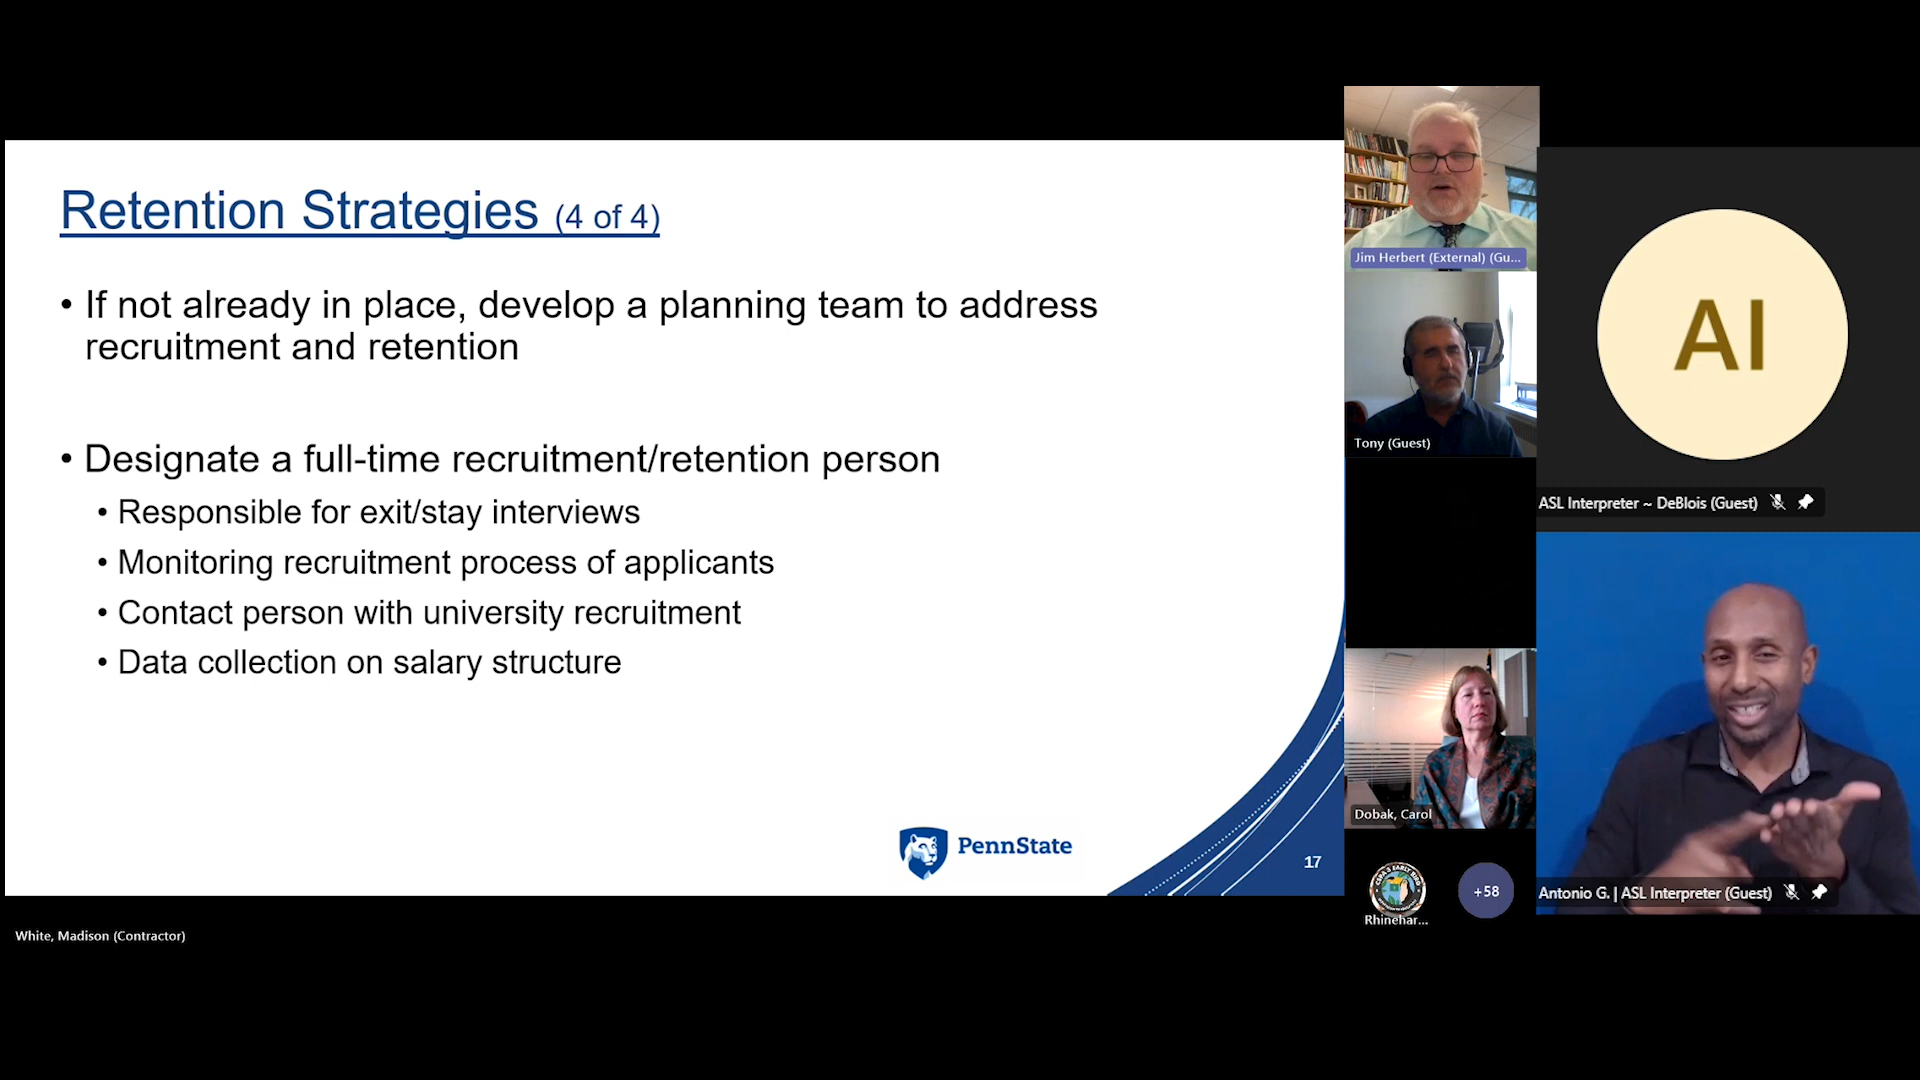 Retention Strategies (4 of 4)
• If not already in place, develop a planning team to address
recruitment and retention
• Designate a full-time recruitment/retention person
• Responsible for exit/stay interviews
• Monitoring recruitment process of applicants
• Contact person with university recruitment
• Data collection on salary structure
PennState
17
White, Madison (Contractor)
Jim Herbert (External) (Gu...
Tony (Guest)
Dobak, Carol
Rhinehar...
+58
AI
ASL Interpreter ~ DeBlois (Guest)
Antonio G. | ASL Interpreter (Guest)